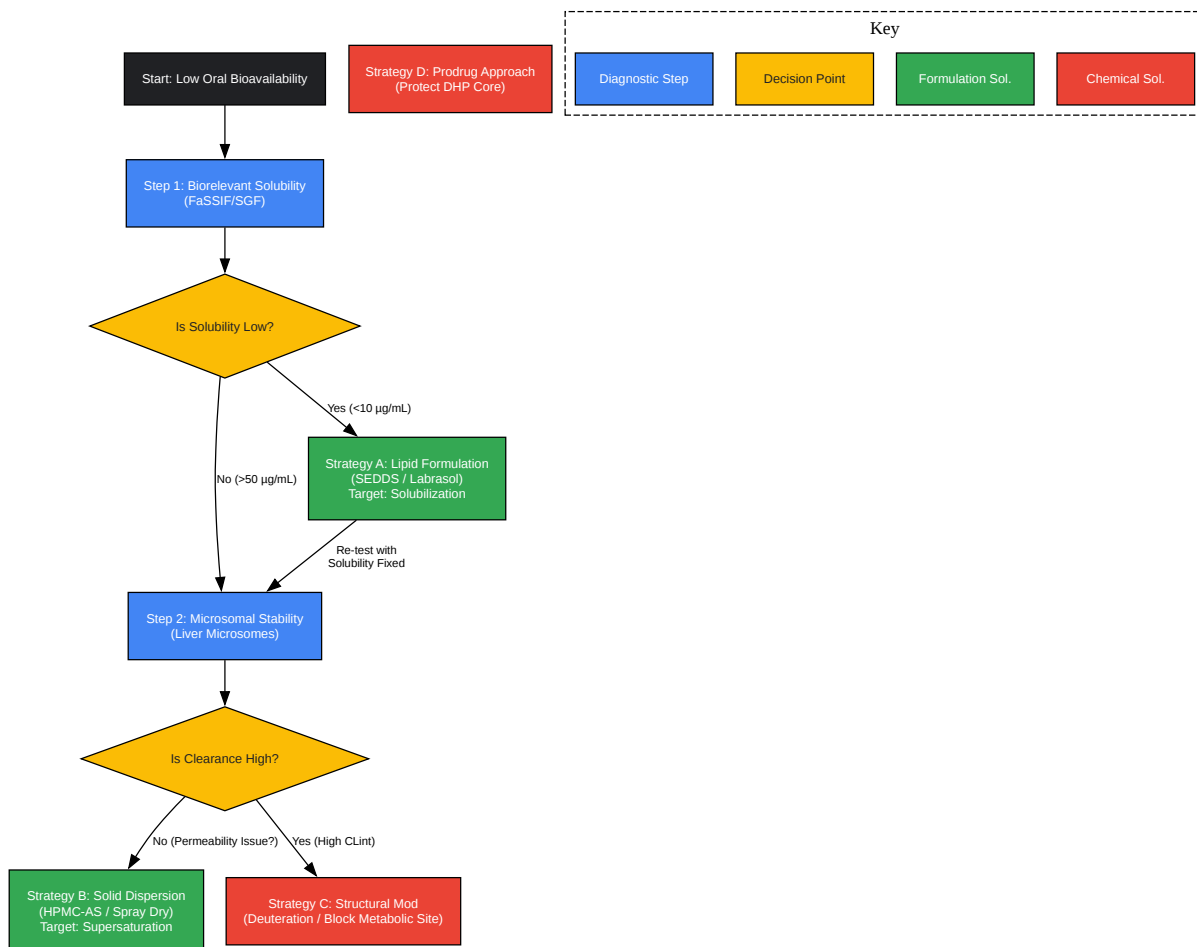 Key
Start: Low Oral Bioavailability
Strategy D: Prodrug Approach
(Protect DHP Core)
Diagnostic Step
Decision Point
Formulation Sol.
Chemical Sol.
Step 1: Biorelevant Solubility
(FaSSIF/SGF)
Is Solubility Low?
Yes (<10 µg/mL)
Strategy A: Lipid Formulation
(SEDDS / Labrasol)
Target: Solubilization
No (>50 µg/mL)
Re-test with
Solubility Fixed
Step 2: Microsomal Stability
(Liver Microsomes)
Is Clearance High?
No (Permeability Issue?)
Yes (High CLint)
Strategy B: Solid Dispersion
(HPMC-AS / Spray Dry)
Target: Supersaturation
Strategy C: Structural Mod
(Deuteration / Block Metabolic Site)